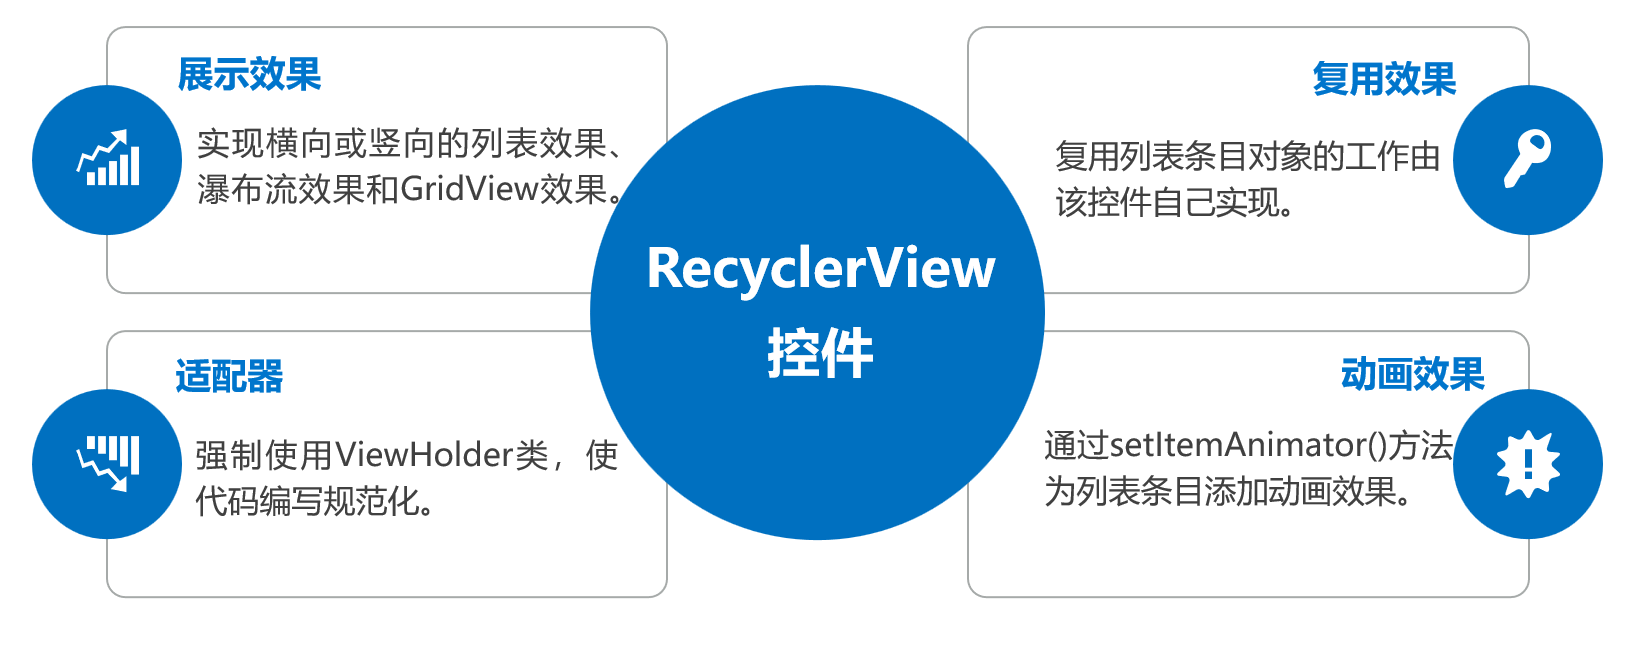 展示效果
实现横向或竖向的列表效果、
瀑布流效果和GridView效果。
复用效果
复用列表条目对象的工作由
该控件自己实现。
RecyclerView
控件
适配器
强制使用ViewHolder类，使
代码编写规范化。
动画效果
通过setItemAnimator()方法
为列表条目添加动画效果。